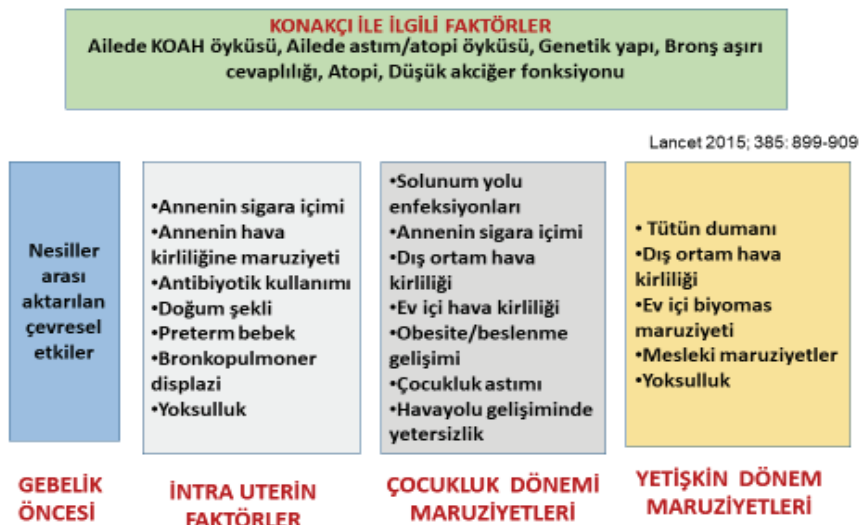 KONAKÇI İLE İLGİLİ FAKTÖRLER
Ailede KOAH öyküsü, Ailede astım/atopi öyküsü, Genetik yapı, Bronş aşırı
cevaplılığı, Atopi, Düşük akciğer fonksiyonu
Lancet 2015; 385: 899-909
Nesiller
arası
aktarılan
çevresel
etkiler
•Annenin sigara içimi
•Annenin hava
kirliliğine maruziyeti
•Antibiyotik kullanımı
•Doğum şekli
•Preterm bebek
•Bronkopulmoner
displazi
•Yoksulluk
•Solunum yolu
enfeksiyonları
•Annenin sigara içimi
•Dış ortam hava
kirliliği
•Ev içi hava kirliliği
•Obesite/beslenme
gelişimi
•Çocukluk astımı
•Havayolu gelişiminde
yetersizlik
• Tütün dumanı
•Dış ortam hava
kirliliği
•Ev içi biyomas
maruziyeti
•Mesleki maruziyetler
•Yoksulluk
GEBELİK
ÖNCESİ
İNTRA UTERİN
FAKTÖRLER
ÇOCUKLUK DÖNEMİ
MARUZİYETLERİ
YETİŞKİN DÖNEM
MARUZİYETLERİ